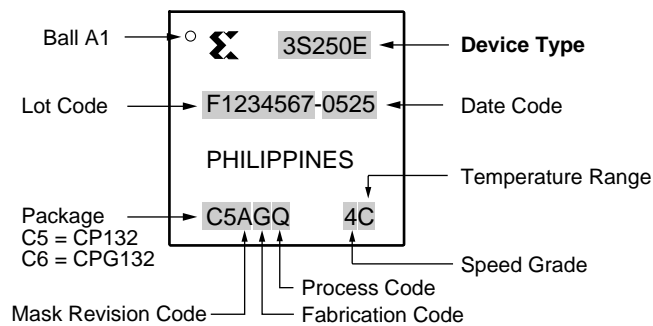 Ball A1
3S250E
Device Type
Lot Code
F1234567-0525
Date Code
PHILIPPINES
Temperature Range
Package
C5 = CP132
C6 = CPG132
C5AGQ
4C
Speed Grade
Process Code
Mask Revision Code
Fabrication Code